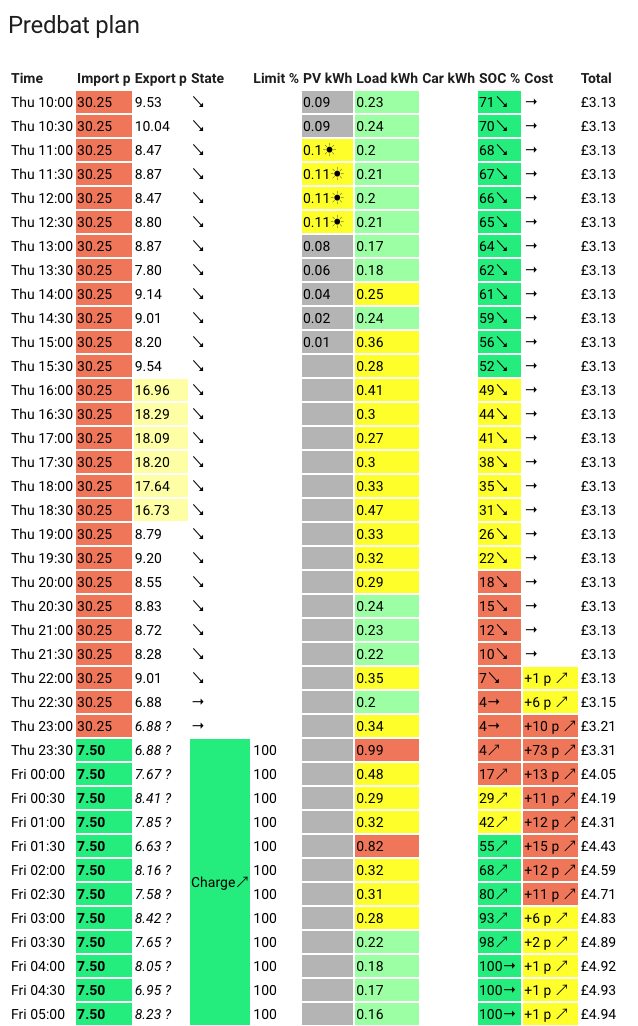 Predbat plan
Time Import p Export p State Limit % PV kWh Load kWh Car kWh SOC % Cost Total
Thu 10:00 30.25 9.53 ↘ 0.09 0.23 71↘ → £3.13
Thu 10:30 30.25 10.04 ↘ 0.09 0.24 70↘ → £3.13
Thu 11:00 30.25 8.47 ↘ 0.1☀ 0.2 68↘ → £3.13
Thu 11:30 30.25 8.87 ↘ 0.11☀ 0.21 67↘ → £3.13
Thu 12:00 30.25 8.47 ↘ 0.11☀ 0.2 66↘ → £3.13
Thu 12:30 30.25 8.80 ↘ 0.11☀ 0.21 65↘ → £3.13
Thu 13:00 30.25 8.87 ↘ 0.08 0.17 64↘ → £3.13
Thu 13:30 30.25 7.80 ↘ 0.06 0.18 62↘ → £3.13
Thu 14:00 30.25 9.14 ↘ 0.04 0.25 61↘ → £3.13
Thu 14:30 30.25 9.01 ↘ 0.02 0.24 59↘ → £3.13
Thu 15:00 30.25 8.20 ↘ 0.01 0.36 56↘ → £3.13
Thu 15:30 30.25 9.54 ↘ 0.28 52↘ → £3.13
Thu 16:00 30.25 16.96 ↘ 0.41 49↘ → £3.13
Thu 16:30 30.25 18.29 ↘ 0.3 44↘ → £3.13
Thu 17:00 30.25 18.09 ↘ 0.27 41↘ → £3.13
Thu 17:30 30.25 18.20 ↘ 0.3 38↘ → £3.13
Thu 18:00 30.25 17.64 ↘ 0.33 35↘ → £3.13
Thu 18:30 30.25 16.73 ↘ 0.47 31↘ → £3.13
Thu 19:00 30.25 8.79 ↘ 0.33 26↘ → £3.13
Thu 19:30 30.25 9.20 ↘ 0.32 22↘ → £3.13
Thu 20:00 30.25 8.55 ↘ 0.29 18↘ → £3.13
Thu 20:30 30.25 8.83 ↘ 0.24 15↘ → £3.13
Thu 21:00 30.25 8.72 ↘ 0.23 12↘ → £3.13
Thu 21:30 30.25 8.28 ↘ 0.22 10↘ → £3.13
Thu 22:00 30.25 9.01 ↘ 0.35 7↘ +1 p ↗ £3.13
Thu 22:30 30.25 6.88 → 0.2 4→ +6 p ↗ £3.15
Thu 23:00 30.25 6.88 ? → 0.34 4→ +10 p ↗ £3.21
Thu 23:30 7.50 6.88 ? 100 0.99 4↗ +73 p ↗ £3.31
Fri 00:00 7.50 7.67 ? 100 0.48 17↗ +13 p ↗ £4.05
Fri 00:30 7.50 8.41 ? 100 0.29 29↗ +11 p ↗ £4.19
Fri 01:00 7.50 7.85 ? 100 0.32 42↗ +12 p ↗ £4.31
Fri 01:30 7.50 6.63 ? 100 0.82 55↗ +15 p ↗ £4.43
Fri 02:00 7.50 8.16 ? 100 0.32 68↗ +12 p ↗ £4.59
Charge↗
Fri 02:30 7.50 7.58 ? 100 0.31 80↗ +11 p ↗ £4.71
Fri 03:00 7.50 8.42 ? 100 0.28 93↗ +6 p ↗ £4.83
Fri 03:30 7.50 7.65 ? 100 0.22 98↗ +2 p ↗ £4.89
Fri 04:00 7.50 8.05 ? 100 0.18 100→ +1 p ↗ £4.92
Fri 04:30 7.50 6.95 ? 100 0.17 100→ +1 p ↗ £4.93
Fri 05:00 7.50 8.23 ? 100 0.16 100→ +1 p ↗ £4.94